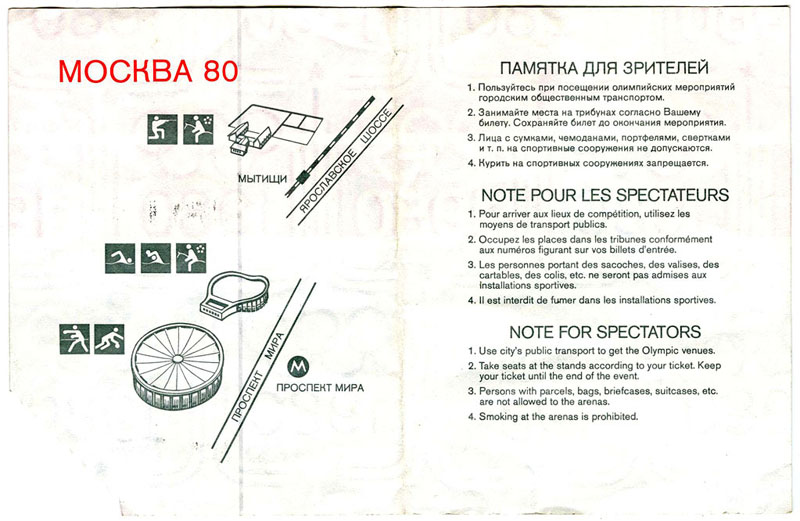 МОСКВА 80
МЫТИЩИ
ЯРОСЛАВСКОЕ ШОССЕ
ПРОСПЕКТ МИРА
М
ПРОСПЕКТ МИРА
ПАМЯТКА ДЛЯ ЗРИТЕЛЕЙ
1. Пользуйтесь при посещении олимпийских мероприятий
городским общественным транспортом.
2. Занимайте места на трибунах согласно Вашему
билету. Сохраняйте билет до окончания мероприятия.
3. Лица с сумками, чемоданами, портфелями, свертками
и т. п. на спортивные сооружения не допускаются.
4. Курить на спортивных сооружениях запрещается.
NOTE POUR LES SPECTATEURS
1. Pour arriver aux lieux de compétition, utilisez les
moyens de transport publics.
2. Occupez les places dans les tribunes conformément
aux numéros figurant sur vos billets d'entrée.
3. Les personnes portant des sacoches, des valises, des
cartables, des colis, etc. ne seront pas admises aux
installations sportives.
4. Il est interdit de fumer dans les installations sportives.
NOTE FOR SPECTATORS
1. Use city's public transport to get the Olympic venues.
2. Take seats at the stands according to your ticket. Keep
your ticket until the end of the event.
3. Persons with parcels, bags, briefcases, suitcases, etc.
are not allowed to the arenas.
4. Smoking at the arenas is prohibited.